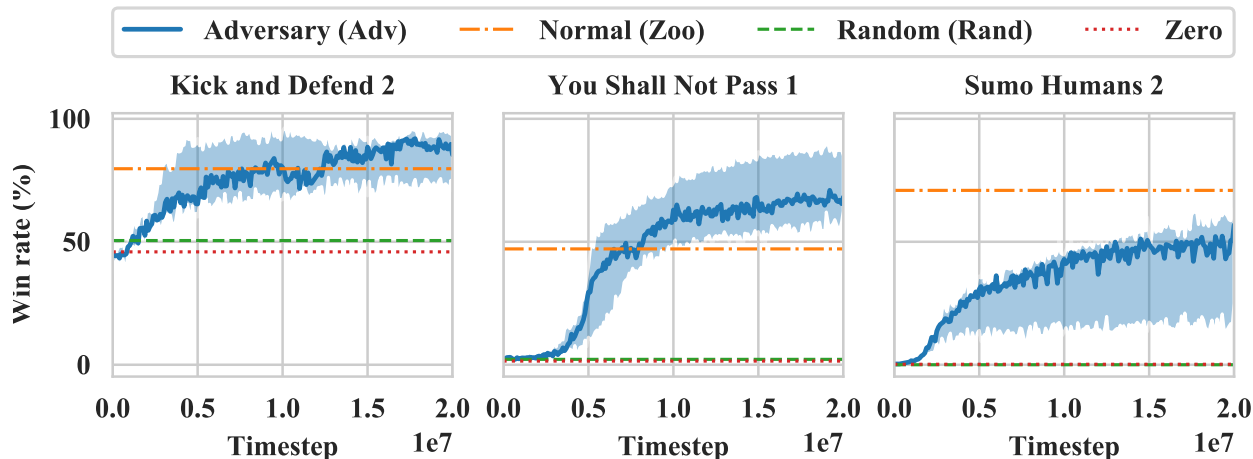 Adversary (Adv) Normal (Zoo) Random (Rand) Zero
Kick and Defend 2 You Shall Not Pass 1 Sumo Humans 2
100
50
0
Win rate (%)
0.0 0.5 1.0 1.5 2.0 0.0 0.5 1.0 1.5 2.0 0.0 0.5 1.0 1.5 2.0
Timestep 1e7 Timestep 1e7 Timestep 1e7